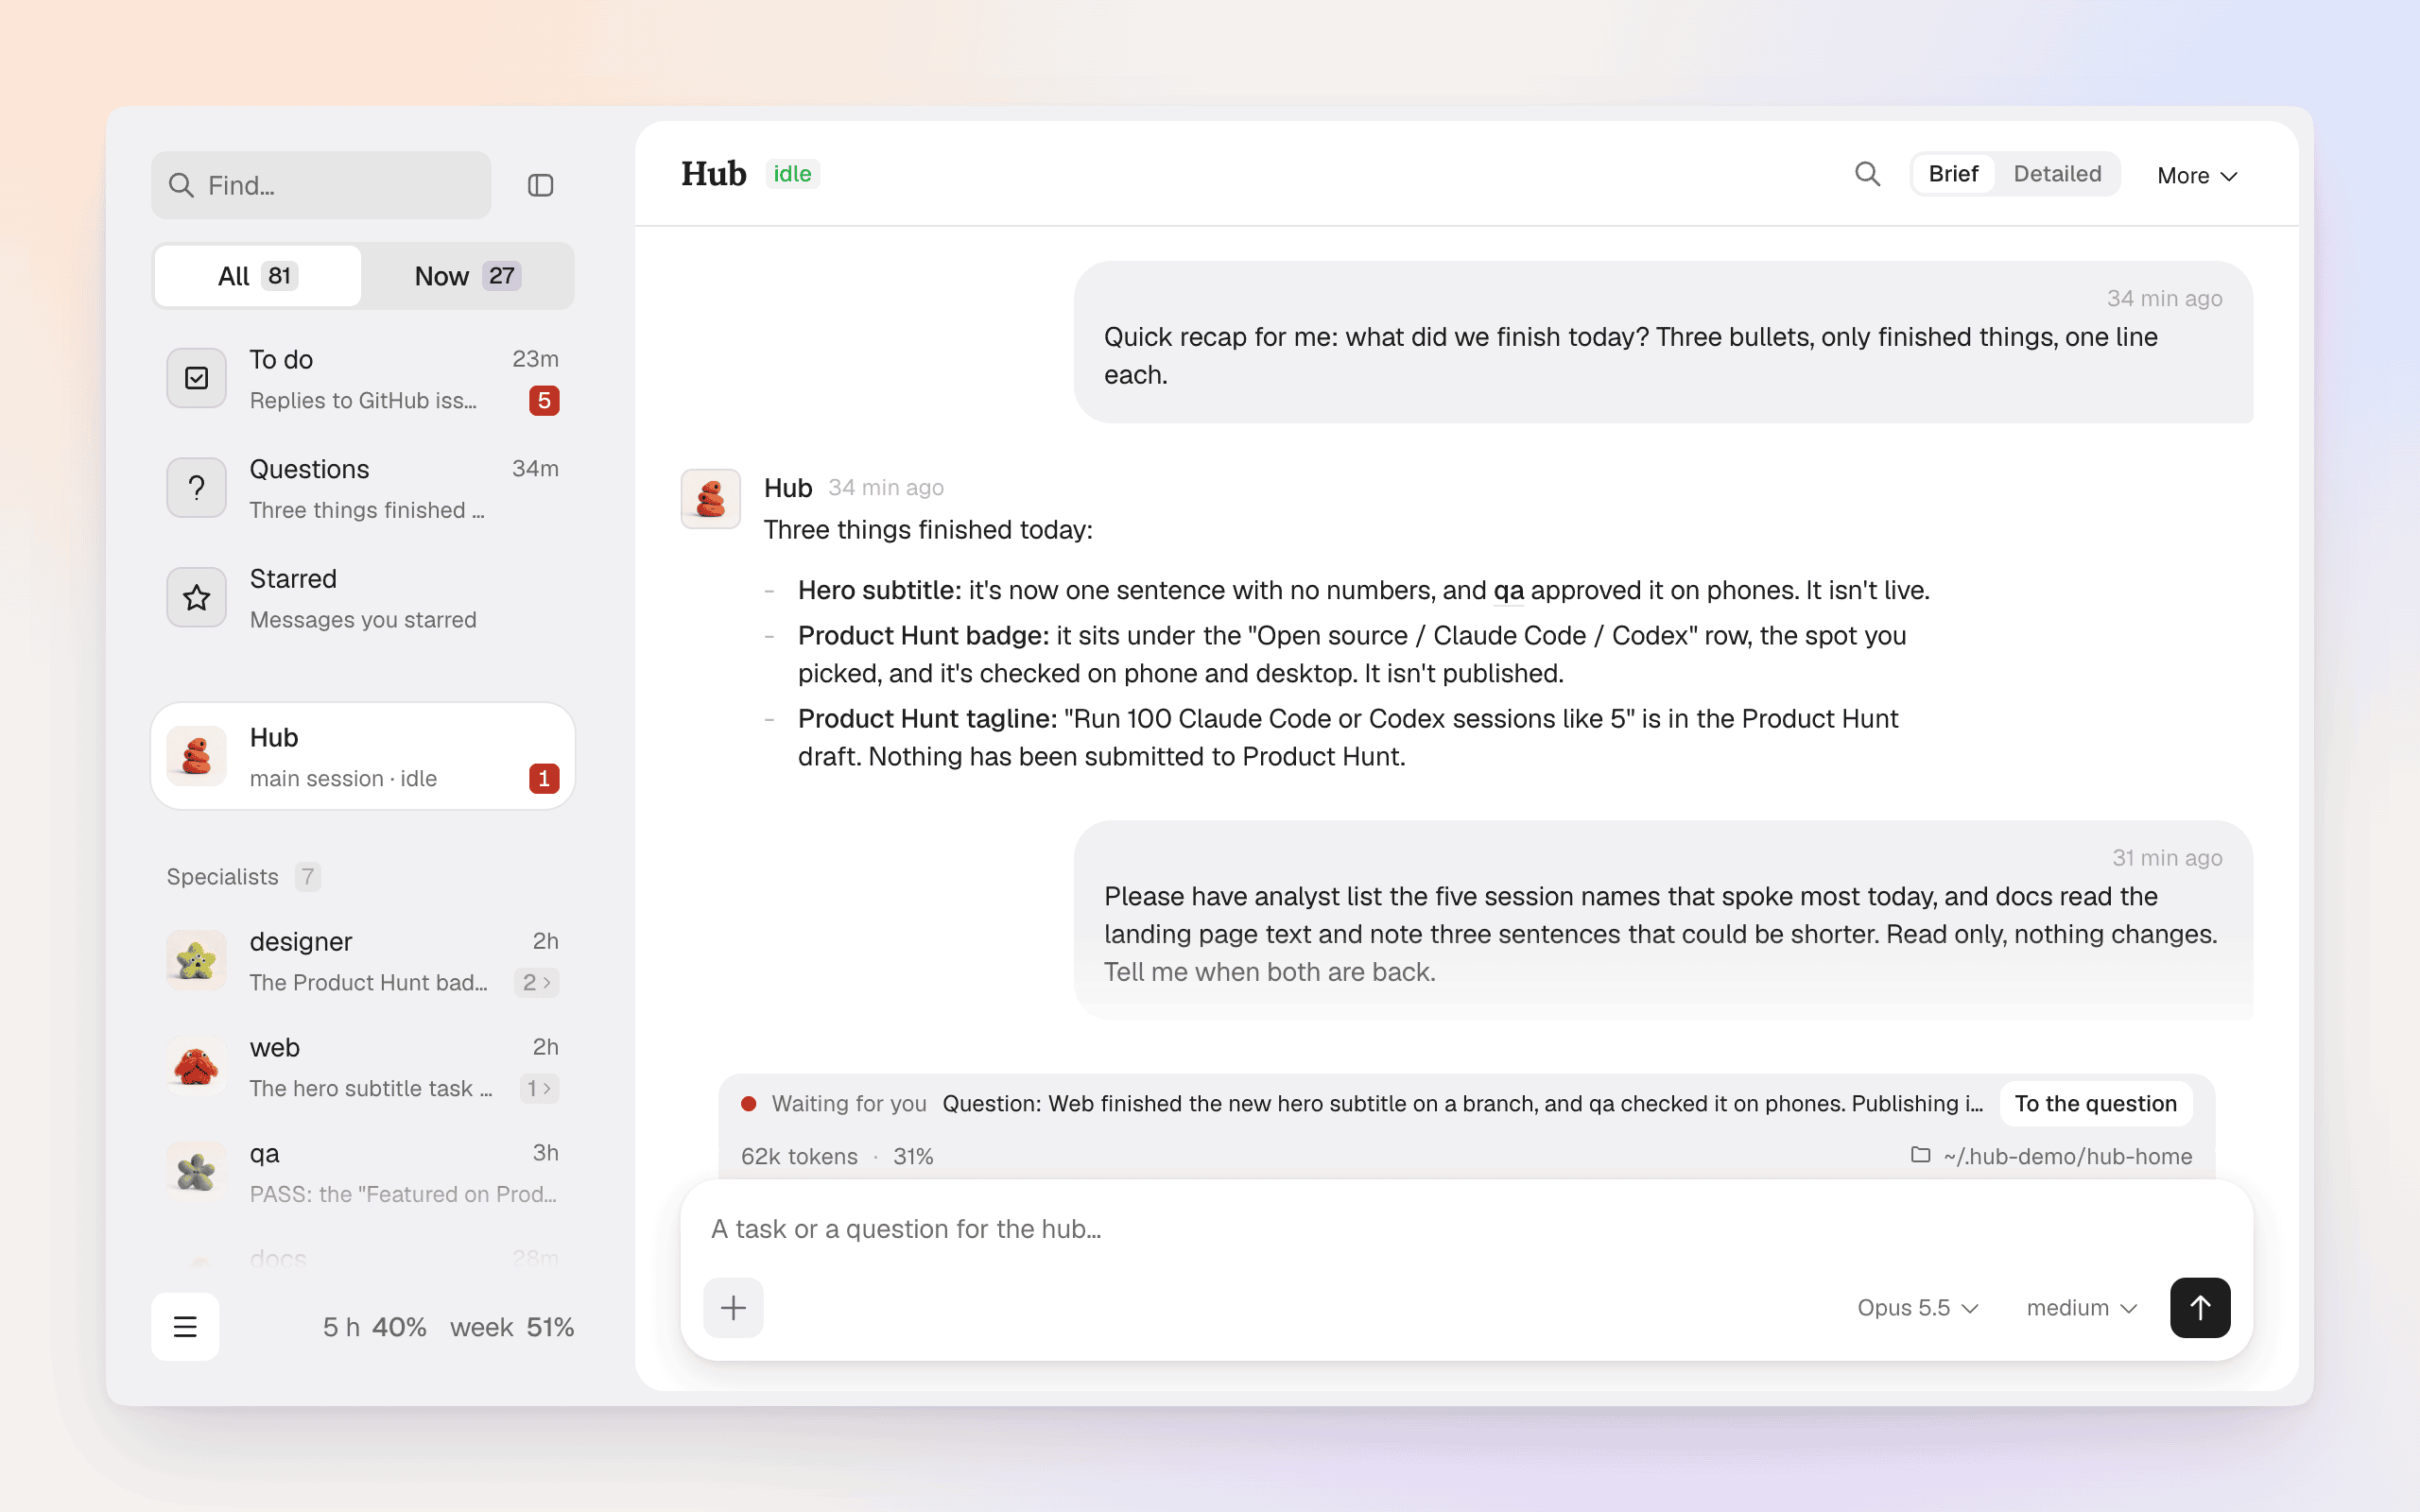 Find...
All 81
Now 27
To do 23m
Replies to GitHub iss... 5
Questions 34m
Three things finished ...
Starred
Messages you starred
Hub
main session · idle 1
Specialists 7
designer 2h
The Product Hunt bad... 2 >
web 2h
The hero subtitle task ... 1 >
qa 3h
PASS: the "Featured on Prod...
docs 28m
5 h 40% week 51%
Hub idle
Brief Detailed More
34 min ago
Quick recap for me: what did we finish today? Three bullets, only finished things, one line
each.
Hub 34 min ago
Three things finished today:
- Hero subtitle: it's now one sentence with no numbers, and qa approved it on phones. It isn't live.
- Product Hunt badge: it sits under the "Open source / Claude Code / Codex" row, the spot you
picked, and it's checked on phone and desktop. It isn't published.
- Product Hunt tagline: "Run 100 Claude Code or Codex sessions like 5" is in the Product Hunt
draft. Nothing has been submitted to Product Hunt.
31 min ago
Please have analyst list the five session names that spoke most today, and docs read the
landing page text and note three sentences that could be shorter. Read only, nothing changes.
Tell me when both are back.
Waiting for you Question: Web finished the new hero subtitle on a branch, and qa checked it on phones. Publishing i... To the question
62k tokens · 31% ~/.hub-demo/hub-home
A task or a question for the hub...
Opus 5.5 medium